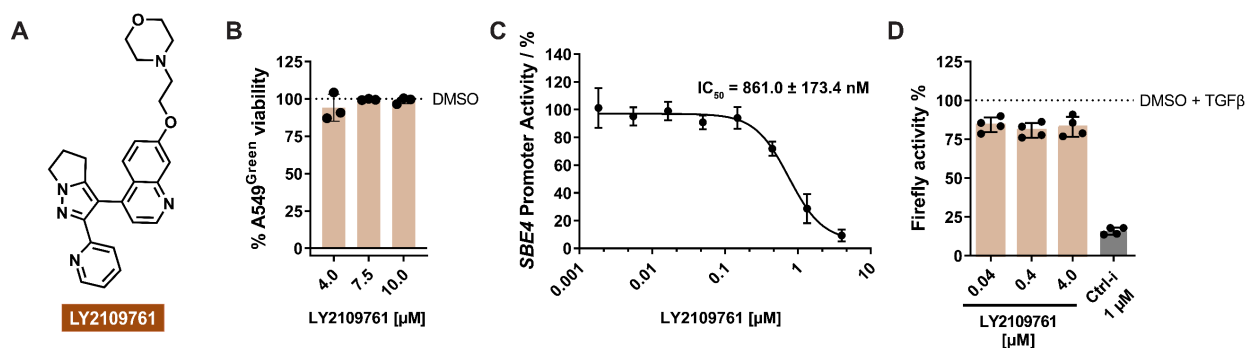 A
O
N
O
N
N
N
N
LY2109761
B
% A549Green viability
125
100
75
50
25
0
DMSO
4.0
7.5
10.0
LY2109761 [µM]
C
SBE4 Promoter Activity / %
140
120
100
80
60
40
20
0
IC50 = 861.0 ± 173.4 nM
0.001
0.01
0.1
1
10
LY2109761 [µM]
D
Firefly activity %
125
100
75
50
25
0
DMSO + TGFβ
0.04
0.4
4.0
Ctrl-i
1 µM
LY2109761
[µM]